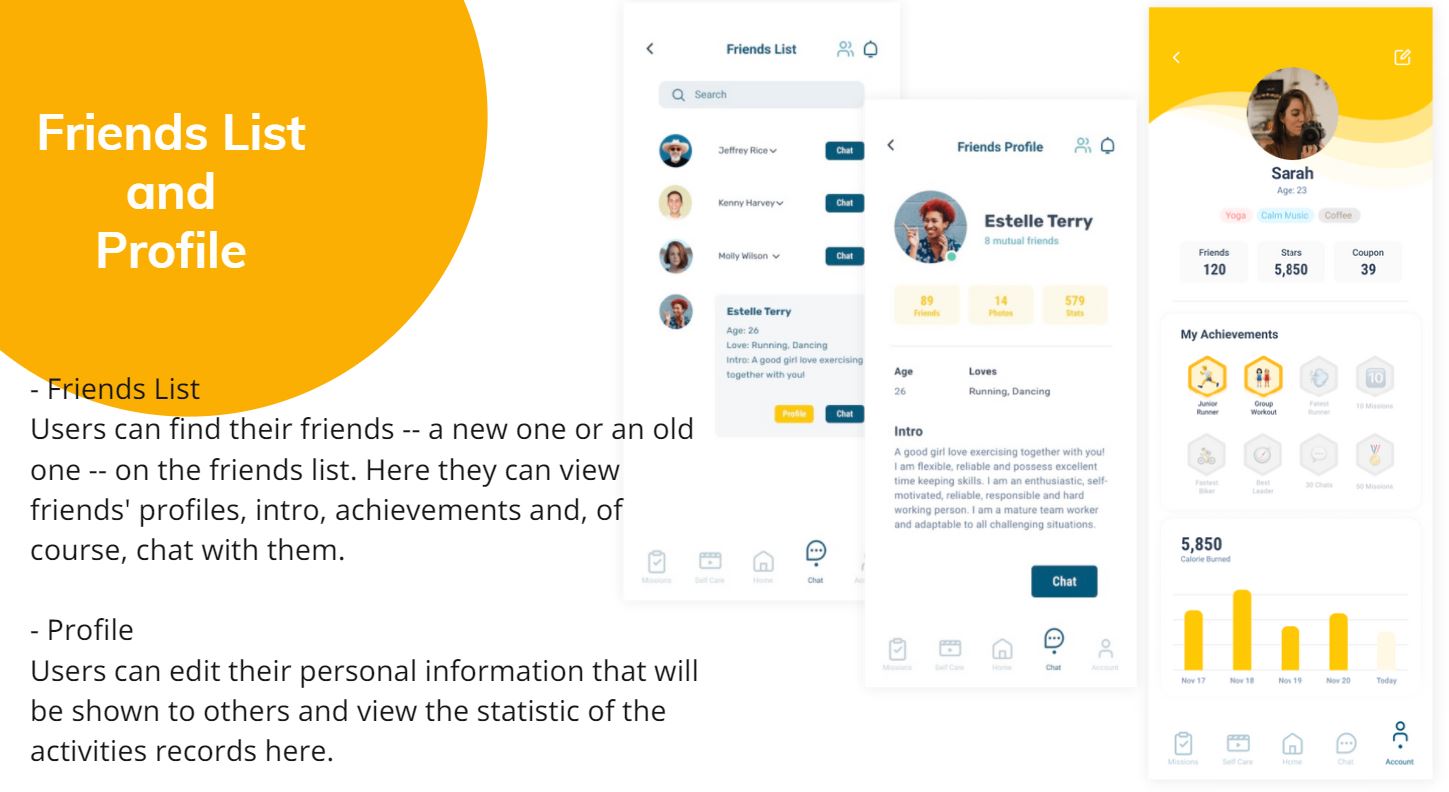 Friends List
and
Profile
- Friends List
Users can find their friends -- a new one or an old
one -- on the friends list. Here they can view
friends' profiles, intro, achievements and, of
course, chat with them.
- Profile
Users can edit their personal information that will
be shown to others and view the statistic of the
activities records here.
Friends List
Search
Jeffrey Rice
Chat
Kenny Harvey
Chat
Molly Wilson
Chat
Estelle Terry
Age: 26
Love: Running, Dancing
Intro: A good girl love exercising
together with you!
Profile
Chat
Missions
Self Care
Home
Chat
Friends Profile
Estelle Terry
8 mutual friends
89
Friends
14
Photos
579
Stats
Age
Loves
26
Running, Dancing
Intro
A good girl love exercising together with you!
I am flexible, reliable and possess excellent
time keeping skills. I am an enthusiastic, self-
motivated, reliable, responsible and hard
working person. I am a mature team worker
and adaptable to all challenging situations.
Chat
Missions
Self Care
Home
Chat
Account
Sarah
Age: 23
Yoga
Calm Music
Coffee
Friends
120
Stars
5,850
Coupon
39
My Achievements
Junior
Runner
Group
Workout
Fatest
Runner
10
10 Missions
Fastest
Biker
Best
Leader
30 Chats
50 Missions
5,850
Calorie Burned
Nov 17
Nov 18
Nov 19
Nov 20
Today
Missions
Self Care
Home
Chat
Account